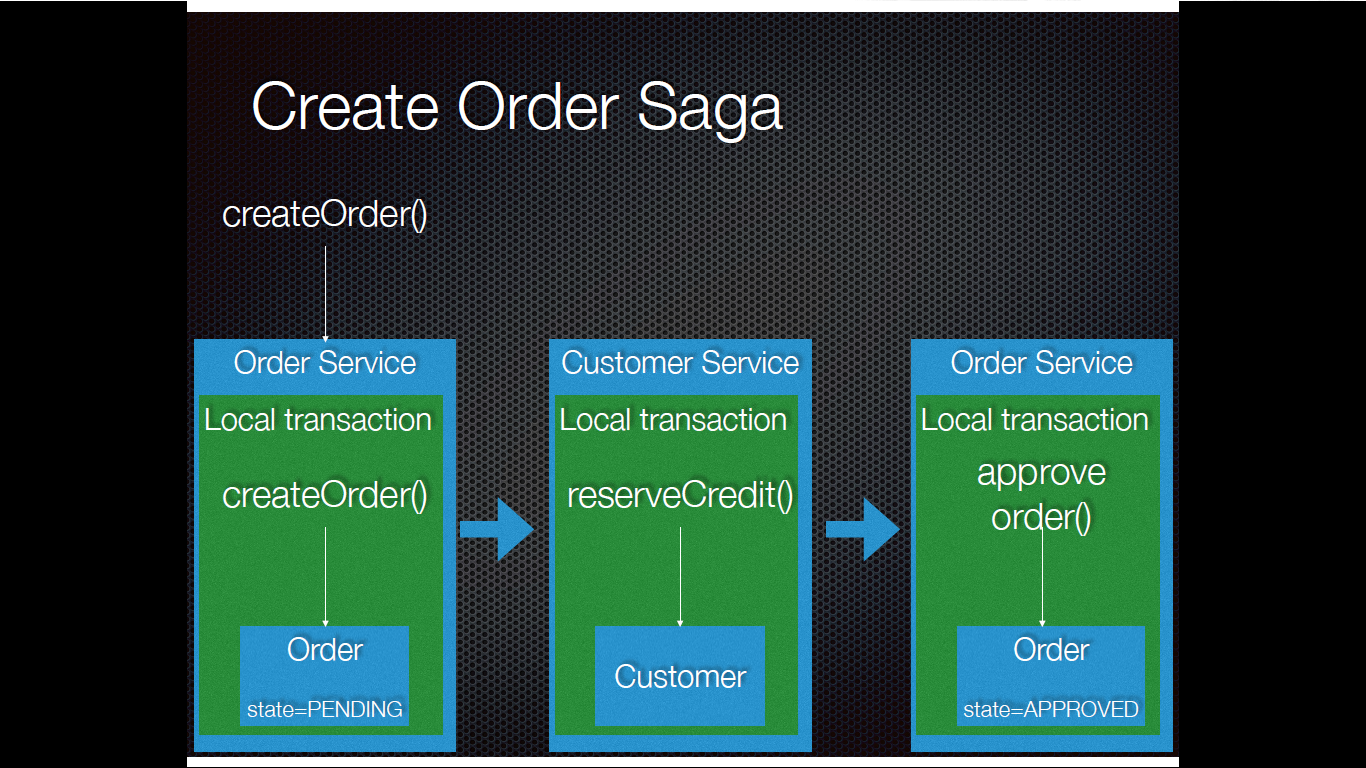 Create Order Saga
createOrder()
Order Service
Local transaction
createOrder()
Order
state=PENDING
Customer Service
Local transaction
reserveCredit()
Customer
Order Service
Local transaction
approve
order()
Order
state=APPROVED